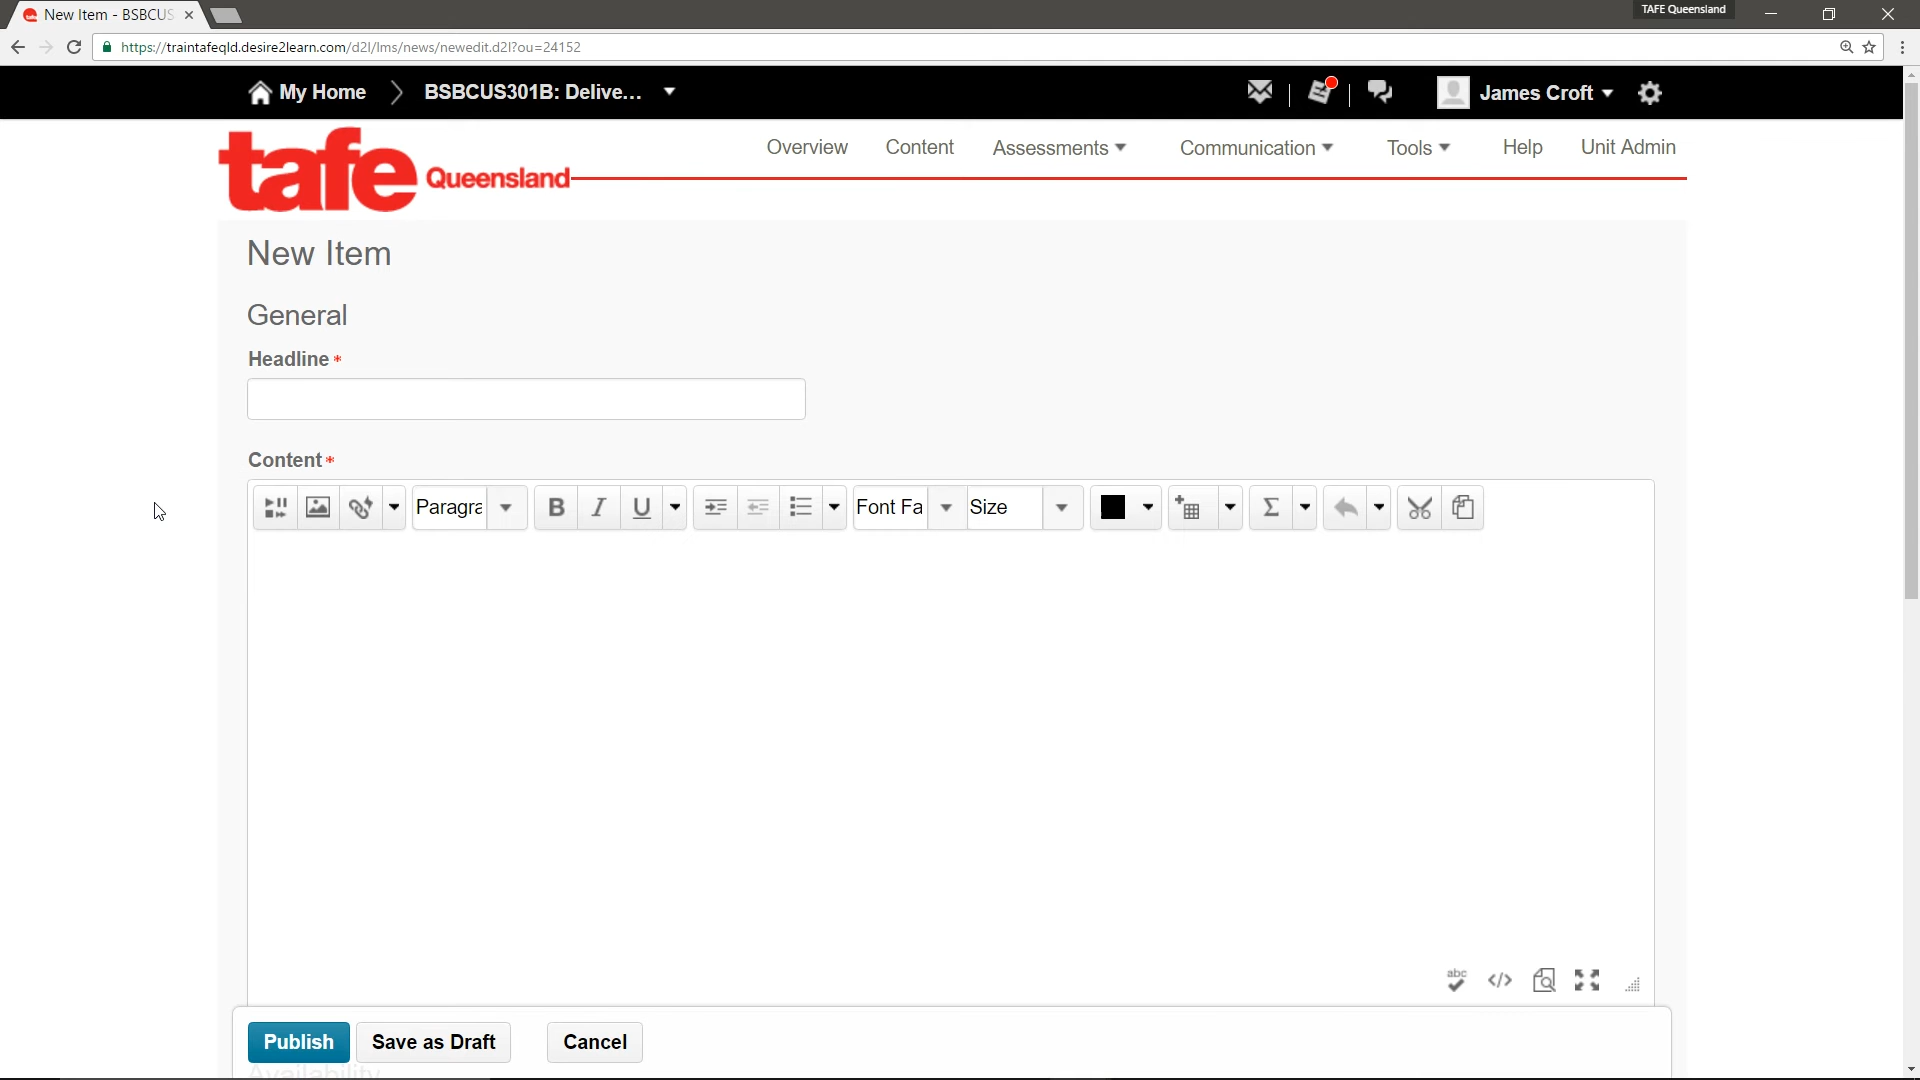 New Item - BSBCUS
TAFE Queensland
https://traintafeqld.desire2learn.com/d2l/lms/news/newedit.d2l?ou=24152
My Home
BSBCUS301B: Delive...
James Croft
tafe Queensland
Overview
Content
Assessments
Communication
Tools
Help
Unit Admin
New Item
General
Headline *
Content *
Paragra
B
I
U
Font Fa
Size
Σ
abc
</>
Publish
Save as Draft
Cancel
Availability